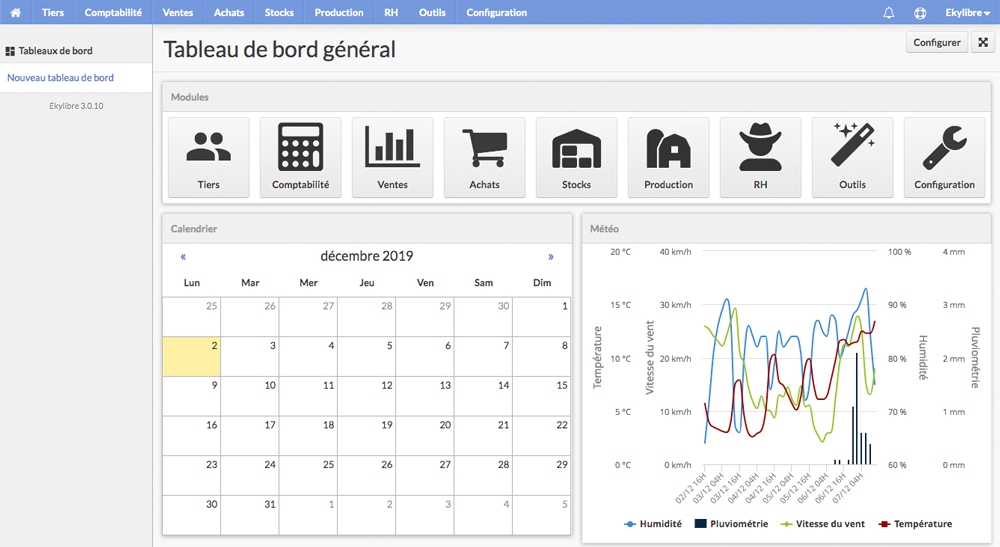 Tiers Comptabilité Ventes Achats Stocks Production RH Outils Configuration Ekylibre
Tableaux de bord
Nouveau tableau de bord
Ekylibre 3.0.10
Tableau de bord général
Configurer
Modules
Tiers Comptabilité Ventes Achats Stocks Production RH Outils Configuration
Calendrier
« décembre 2019 »
Lun Mar Mer Jeu Ven Sam Dim
25 26 27 28 29 30 1
2 3 4 5 6 7 8
9 10 11 12 13 14 15
16 17 18 19 20 21 22
23 24 25 26 27 28 29
30 31 1 2 3 4 5
Météo
20 °C 40 km/h 100 % 4 mm
15 °C 30 km/h 90 % 3 mm
10 °C 20 km/h 80 % 2 mm
5 °C 10 km/h 70 % 1 mm
0 °C 0 km/h 60 % 0 mm
Température
Vitesse du vent
Humidité
Pluviométrie
02/12 16H
03/12 04H
03/12 16H
04/12 04H
04/12 16H
05/12 04H
05/12 16H
06/12 04H
06/12 16H
07/12 04H
Humidité Pluviométrie Vitesse du vent Température